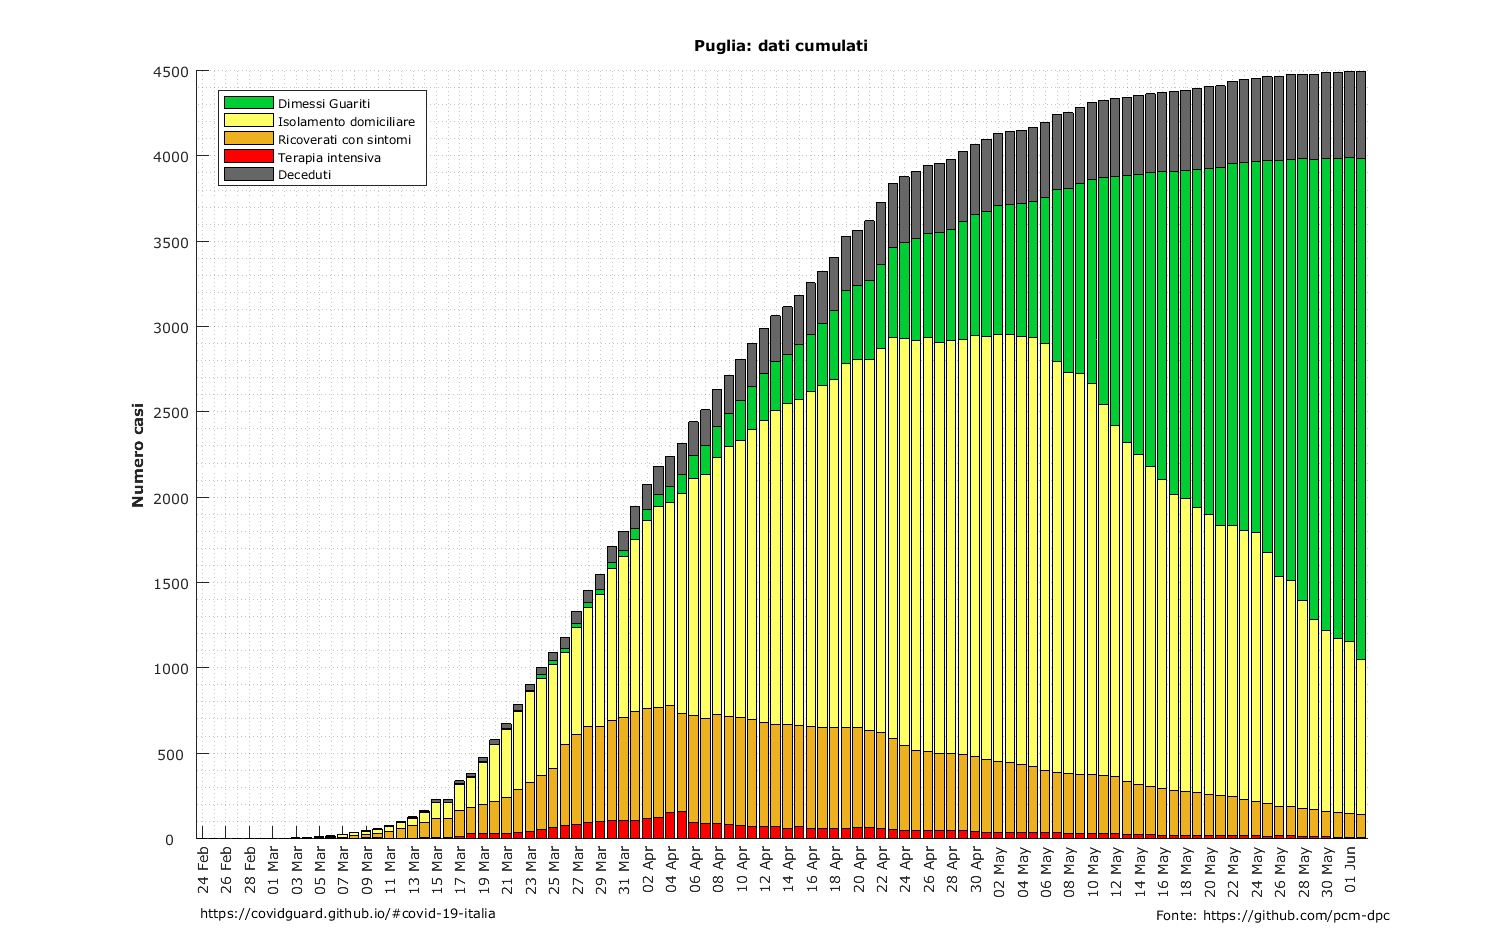 Puglia: dati cumulati
Dimessi Guariti
Isolamento domiciliare
Ricoverati con sintomi
Terapia intensiva
Deceduti
Numero casi
4500
4000
3500
3000
2500
2000
1500
1000
500
0
24 Feb
26 Feb
28 Feb
01 Mar
03 Mar
05 Mar
07 Mar
09 Mar
11 Mar
13 Mar
15 Mar
17 Mar
19 Mar
21 Mar
23 Mar
25 Mar
27 Mar
29 Mar
31 Mar
02 Apr
04 Apr
06 Apr
08 Apr
10 Apr
12 Apr
14 Apr
16 Apr
18 Apr
20 Apr
22 Apr
24 Apr
26 Apr
28 Apr
30 Apr
02 May
04 May
06 May
08 May
10 May
12 May
14 May
16 May
18 May
20 May
22 May
24 May
26 May
28 May
30 May
01 Jun
https://covidguard.github.io/#covid-19-italia
Fonte: https://github.com/pcm-dpc